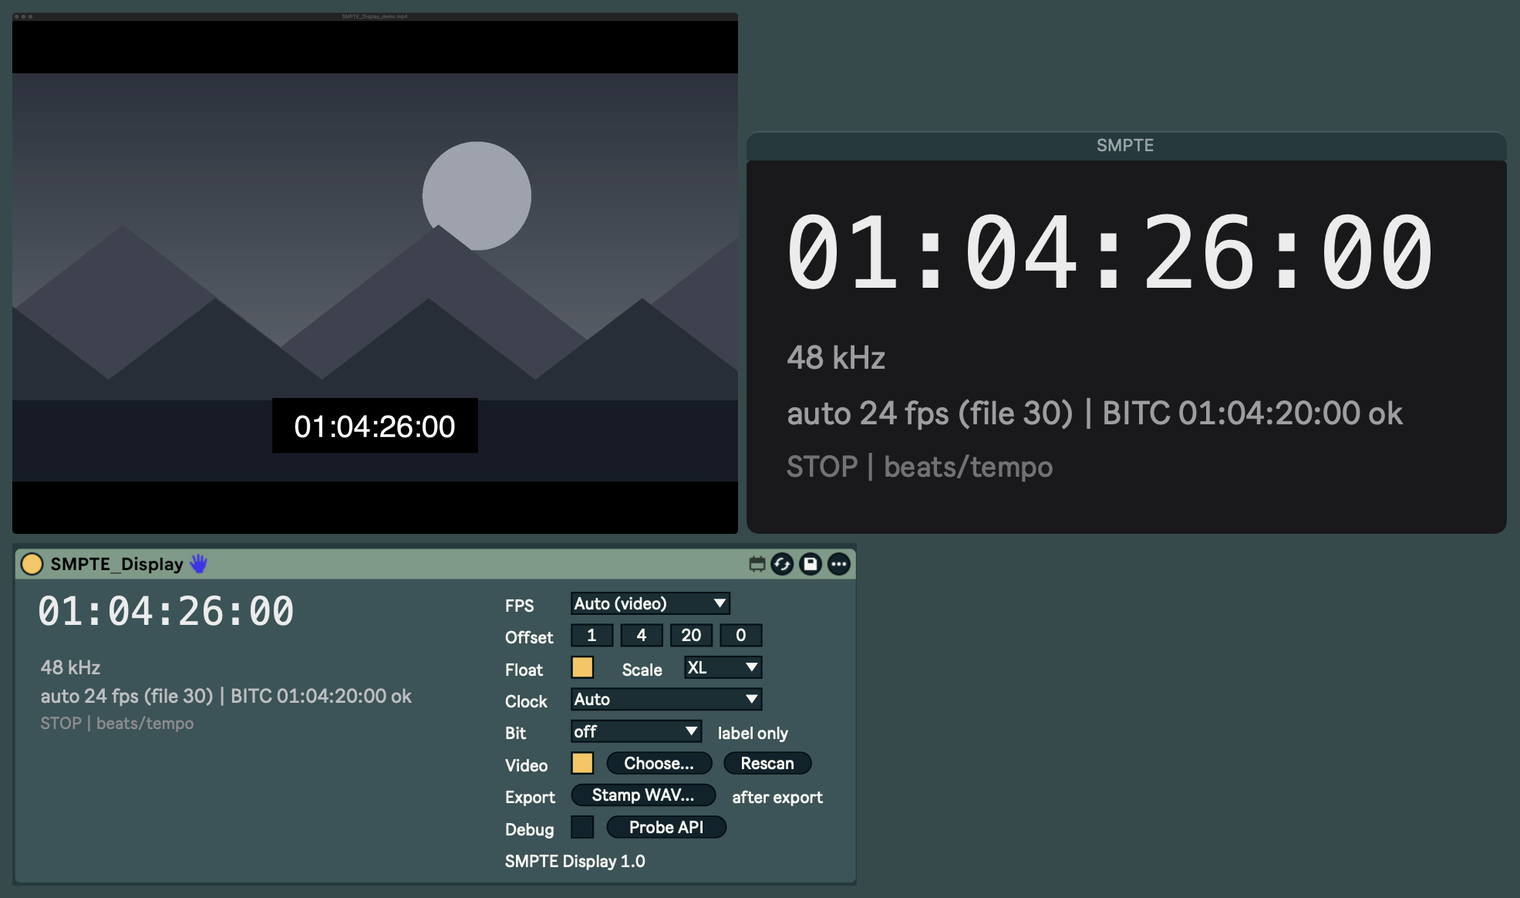 SMPTE_Display_demo.mp4
01:04:26:00
SMPTE
01:04:26:00
48 kHz
auto 24 fps (file 30) | BITC 01:04:20:00 ok
STOP | beats/tempo
SMPTE_Display
01:04:26:00
48 kHz
auto 24 fps (file 30) | BITC 01:04:20:00 ok
STOP | beats/tempo
FPS Auto (video)
Offset 1 4 20 0
Float Scale XL
Clock Auto
Bit off label only
Video Choose... Rescan
Export Stamp WAV... after export
Debug Probe API
SMPTE Display 1.0